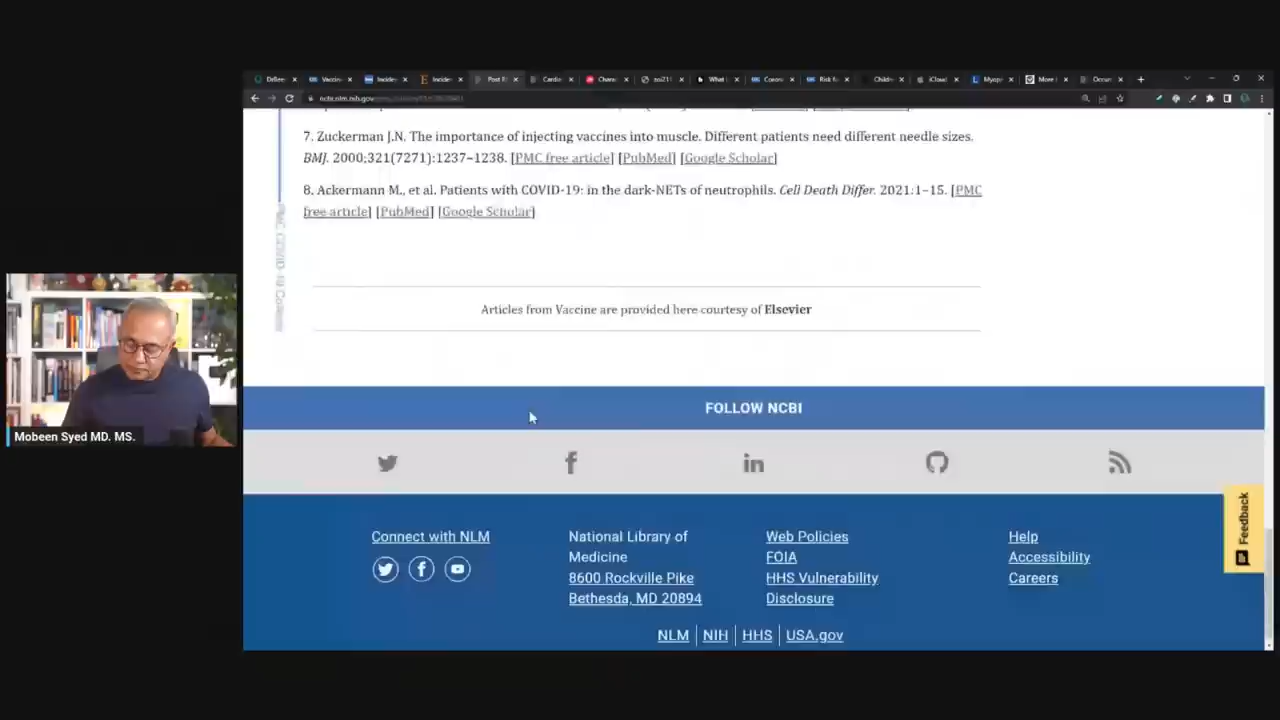 ncbi.nlm.nih.gov
7. Zuckerman J.N. The importance of injecting vaccines into muscle. Different patients need different needle sizes.
BMJ. 2000;321(7271):1237–1238. [PMC free article] [PubMed] [Google Scholar]
8. Ackermann M., et al. Patients with COVID-19: in the dark-NETs of neutrophils. Cell Death Differ. 2021:1–15. [PMC
free article] [PubMed] [Google Scholar]
Articles from Vaccine are provided here courtesy of Elsevier
Mobeen Syed MD. MS.
FOLLOW NCBI
Feedback
Connect with NLM
National Library of
Medicine
8600 Rockville Pike
Bethesda, MD 20894
Web Policies
FOIA
HHS Vulnerability
Disclosure
Help
Accessibility
Careers
NLM | NIH | HHS | USA.gov